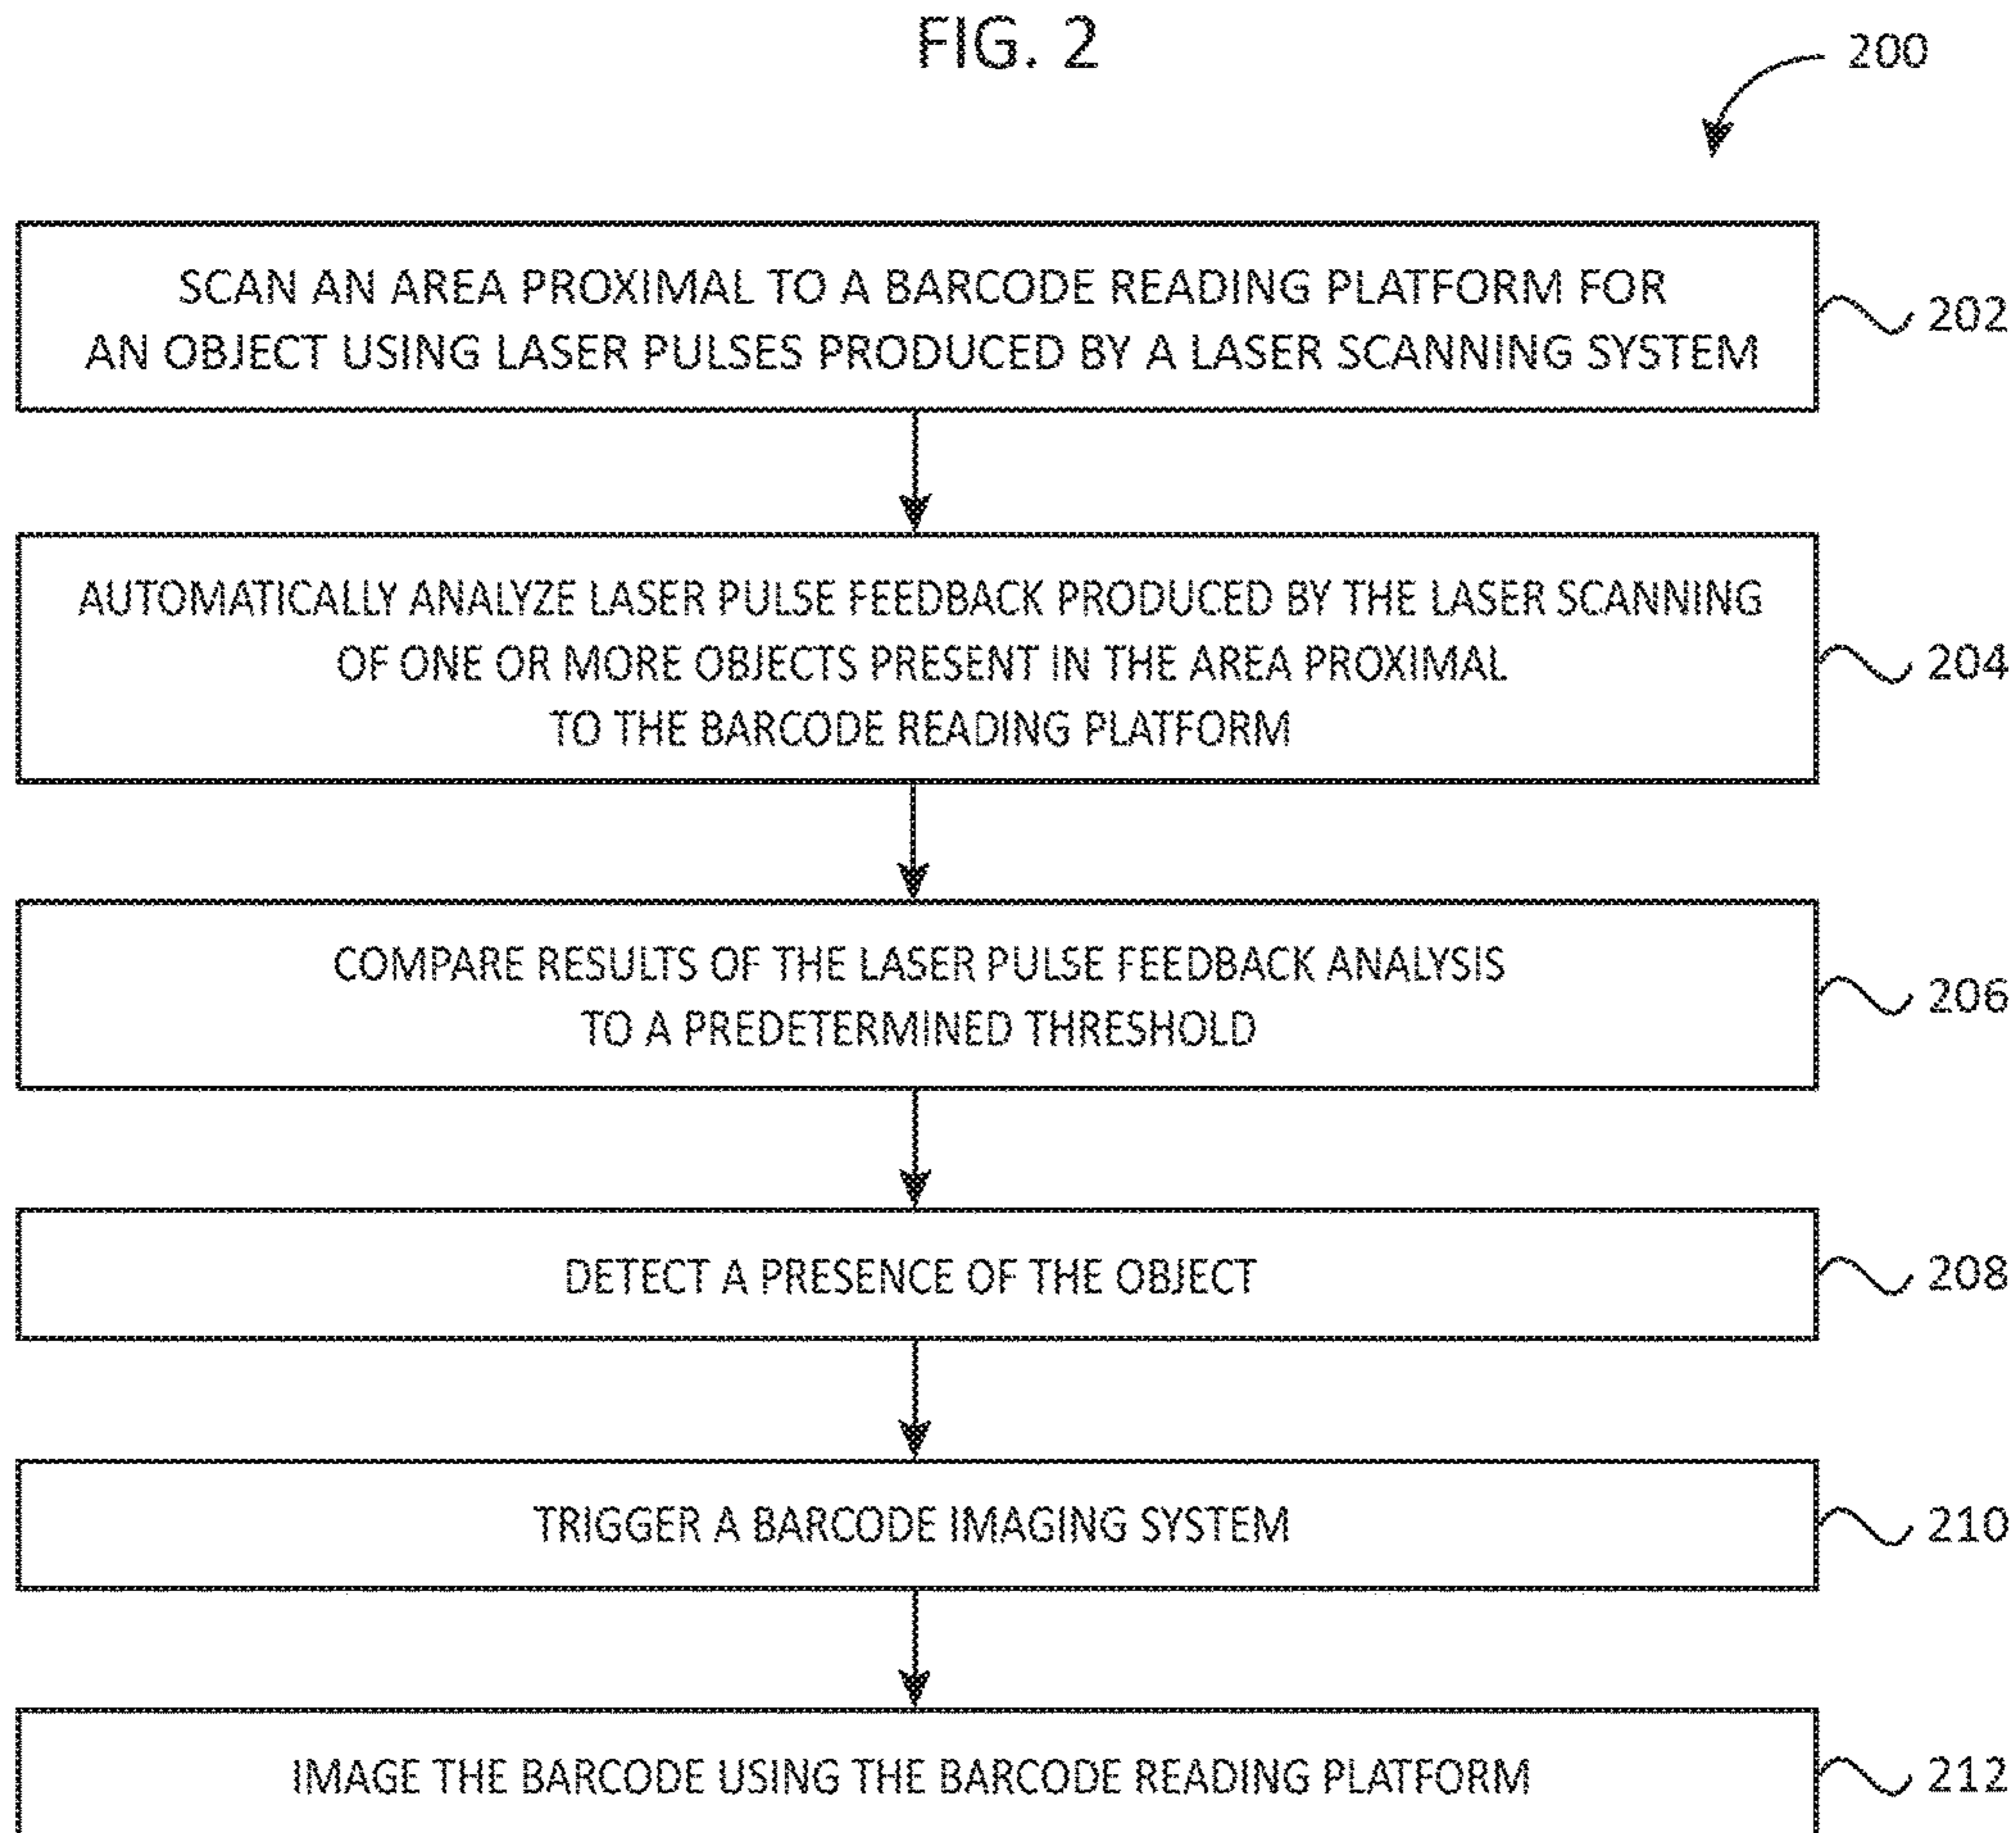 FIG. 2
200
SCAN AN AREA PROXIMAL TO A BARCODE READING PLATFORM FOR
AN OBJECT USING LASER PULSES PRODUCED BY A LASER SCANNING SYSTEM
202
AUTOMATICALLY ANALYZE LASER PULSE FEEDBACK PRODUCED BY THE LASER SCANNING
OF ONE OR MORE OBJECTS PRESENT IN THE AREA PROXIMAL
TO THE BARCODE READING PLATFORM
204
COMPARE RESULTS OF THE LASER PULSE FEEDBACK ANALYSIS
TO A PREDETERMINED THRESHOLD
206
DETECT A PRESENCE OF THE OBJECT
208
TRIGGER A BARCODE IMAGING SYSTEM
210
IMAGE THE BARCODE USING THE BARCODE READING PLATFORM
212